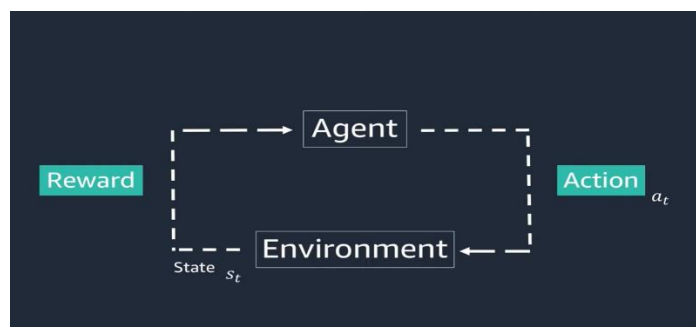 Agent
Reward
Action a_t
Environment
State s_t